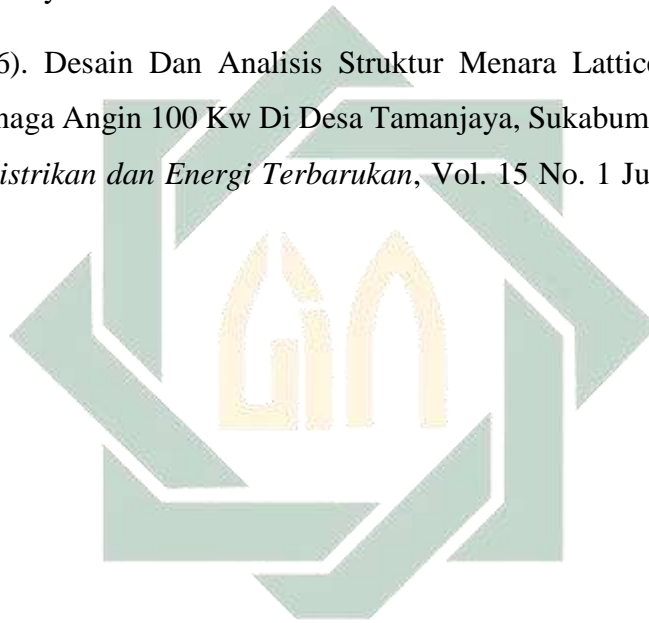 6). Desain Dan Analisis Struktur Menara Lattice
naga Angin 100 Kw Di Desa Tamanjaya, Sukabum
istrikan dan Energi Terbarukan, Vol. 15 No. 1 Ju